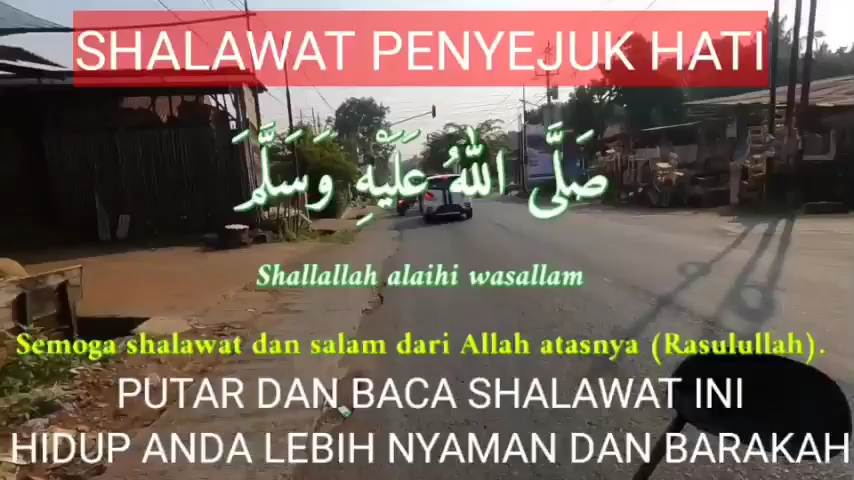 SHALAWAT PENYEJUK HATI
صَلَّى اللّٰهُ عَلَيْهِ وَسَلَّمَ
Shallallah alaihi wasallam
Semoga shalawat dan salam dari Allah atasnya (Rasulullah).
PUTAR DAN BACA SHALAWAT INI
HIDUP ANDA LEBIH NYAMAN DAN BARAKAH